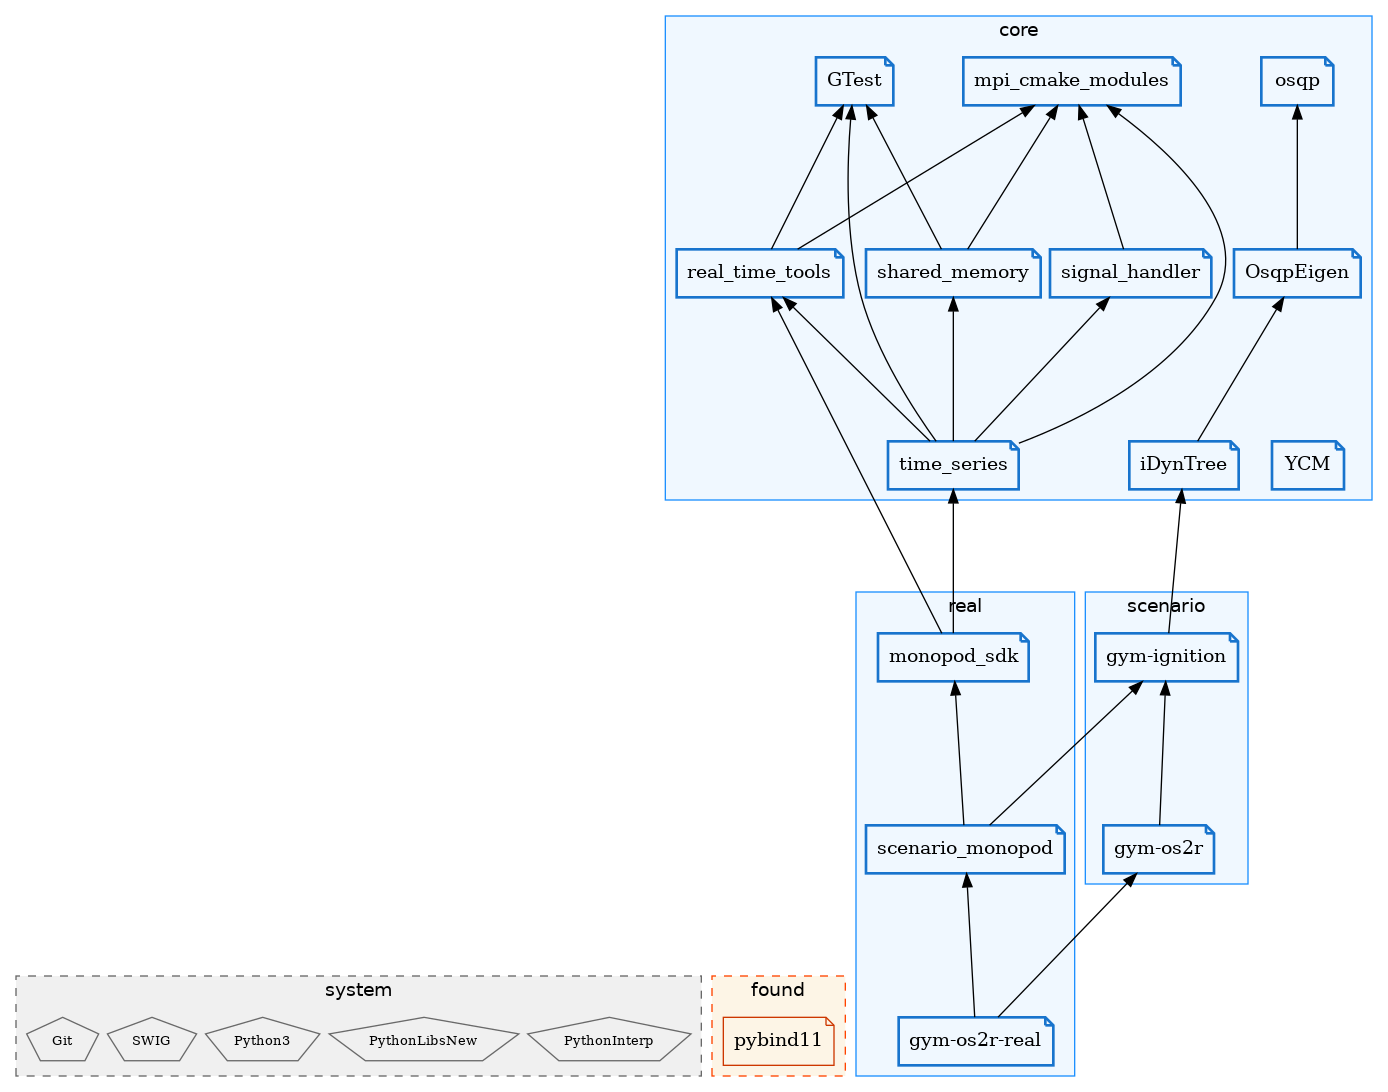 core
GTest
mpi_cmake_modules
osqp
real_time_tools
shared_memory
signal_handler
OsqpEigen
time_series
iDynTree
YCM
real
scenario
monopod_sdk
gym-ignition
scenario_monopod
gym-os2r
system
found
Git
SWIG
Python3
PythonLibsNew
PythonInterp
pybind11
gym-os2r-real